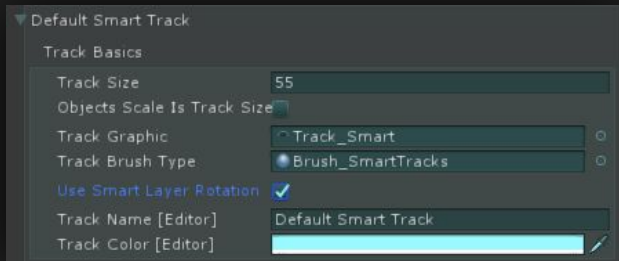 Default Smart Track
Track Basics
Track Size 55
Objects Scale Is Track Size
Track Graphic Track_Smart
Track Brush Type Brush_SmartTracks
Use Smart Layer Rotation
Track Name [Editor] Default Smart Track
Track Color [Editor]